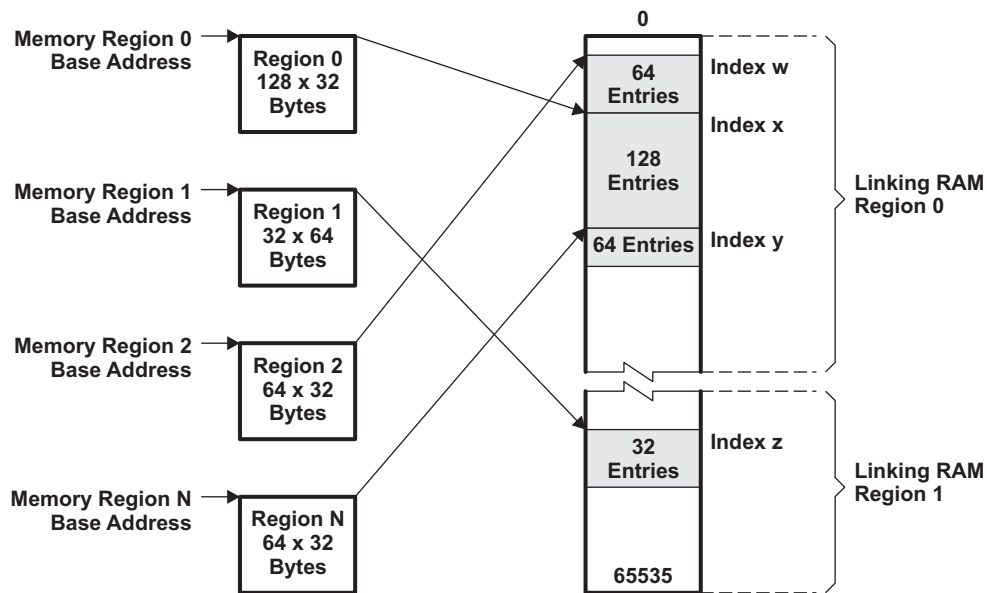 Memory Region 0
Base Address
Region 0
128 x 32
Bytes
Memory Region 1
Base Address
Region 1
32 x 64
Bytes
Memory Region 2
Base Address
Region 2
64 x 32
Bytes
Memory Region N
Base Address
Region N
64 x 32
Bytes
0
64
Entries
Index w
Index x
128
Entries
64 Entries
Index y
Linking RAM
Region 0
32
Entries
Index z
Linking RAM
Region 1
65535